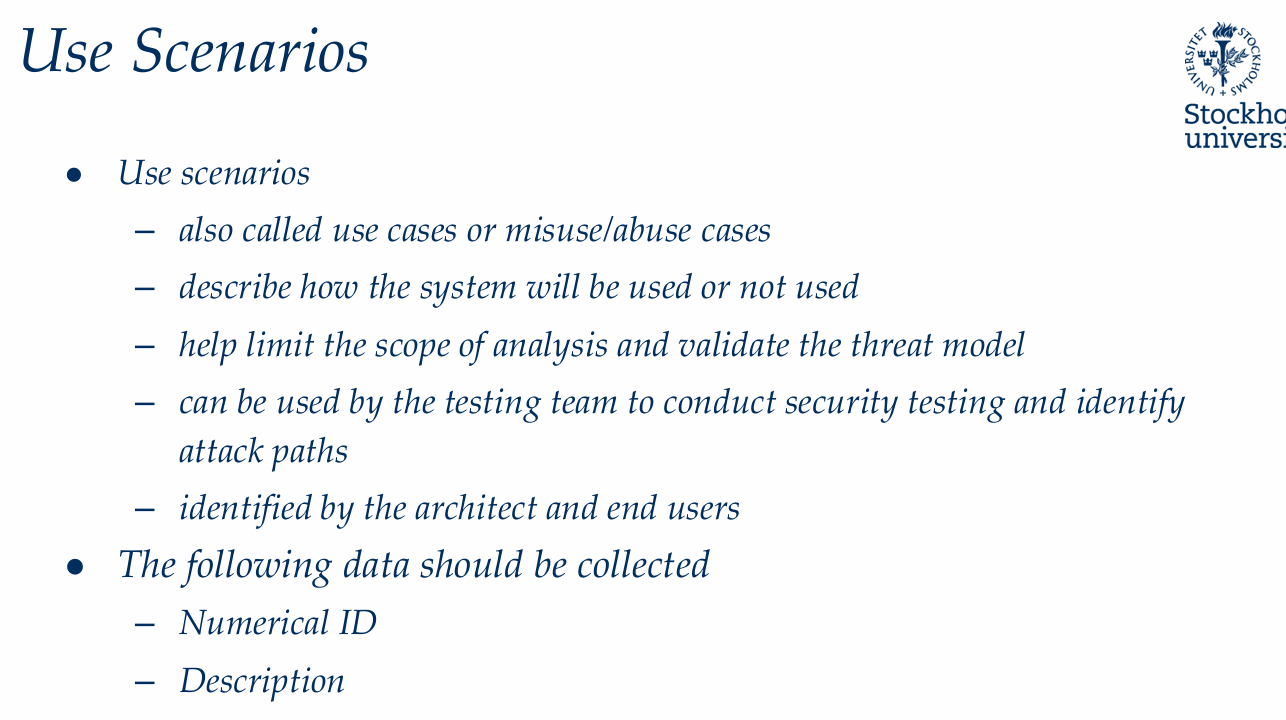 Use Scenarios
UNIVERSITET + STOCKHOLMS
Stockho
universi
● Use scenarios
– also called use cases or misuse/abuse cases
– describe how the system will be used or not used
– help limit the scope of analysis and validate the threat model
– can be used by the testing team to conduct security testing and identify
attack paths
– identified by the architect and end users
● The following data should be collected
– Numerical ID
– Description